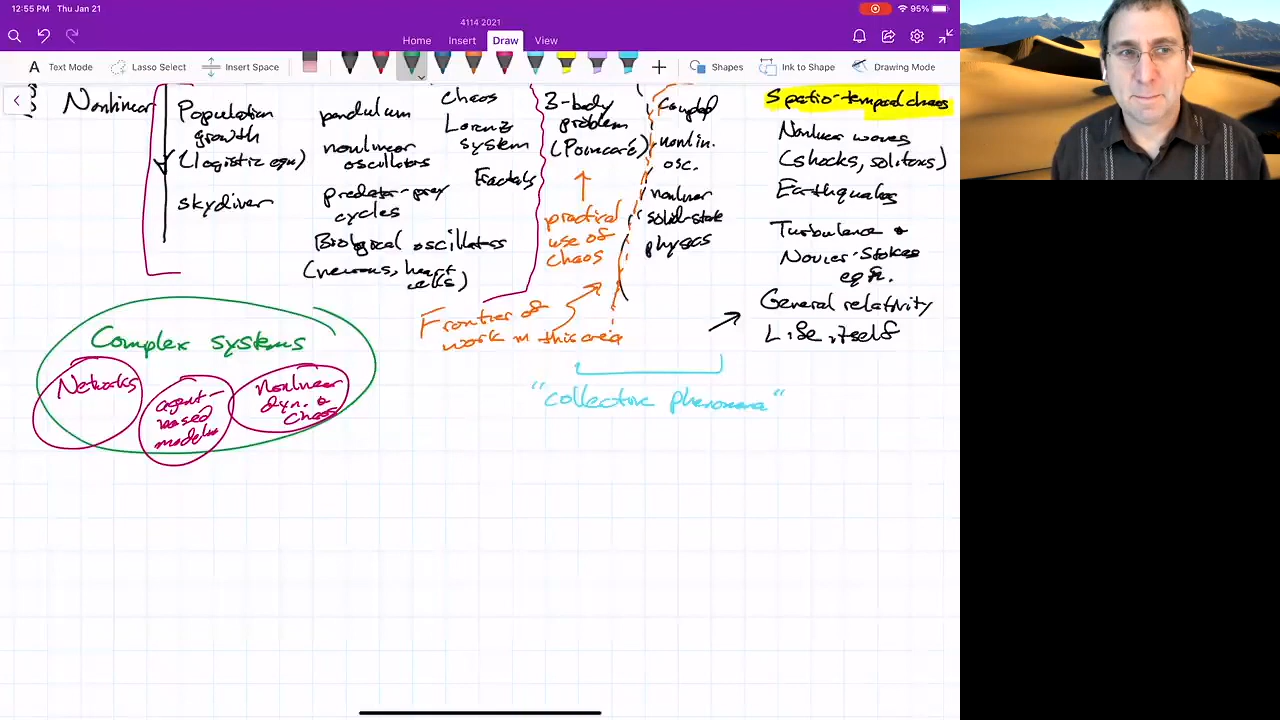 12:55 PM Thu Jan 21
95%
4114 2021
Home Insert Draw View
Text Mode Lasso Select Insert Space Shapes Ink to Shape Drawing Mode
Nonlinear
Population
growth
(logistic eqn)
skydiver
pendulum
nonlinear
oscillators
predator-prey
cycles
Biological oscillators
(neurons, heart
cells)
chaos
Lorenz
system
Fractals
3-body
problem
(Poincaré)
practical
use of
chaos
Coupled
nonlin.
osc.
nonlinear
solid-state
physics
Spatio-temporal chaos
Nonlinear waves
(shocks, solitons)
Earthquakes
Turbulence &
Navier-Stokes
eqn.
General relativity
Life itself
Frontier of
work in this area
"collective phenomena"
Complex systems
Networks
agent-
based
models
nonlinear
dyn. &
chaos